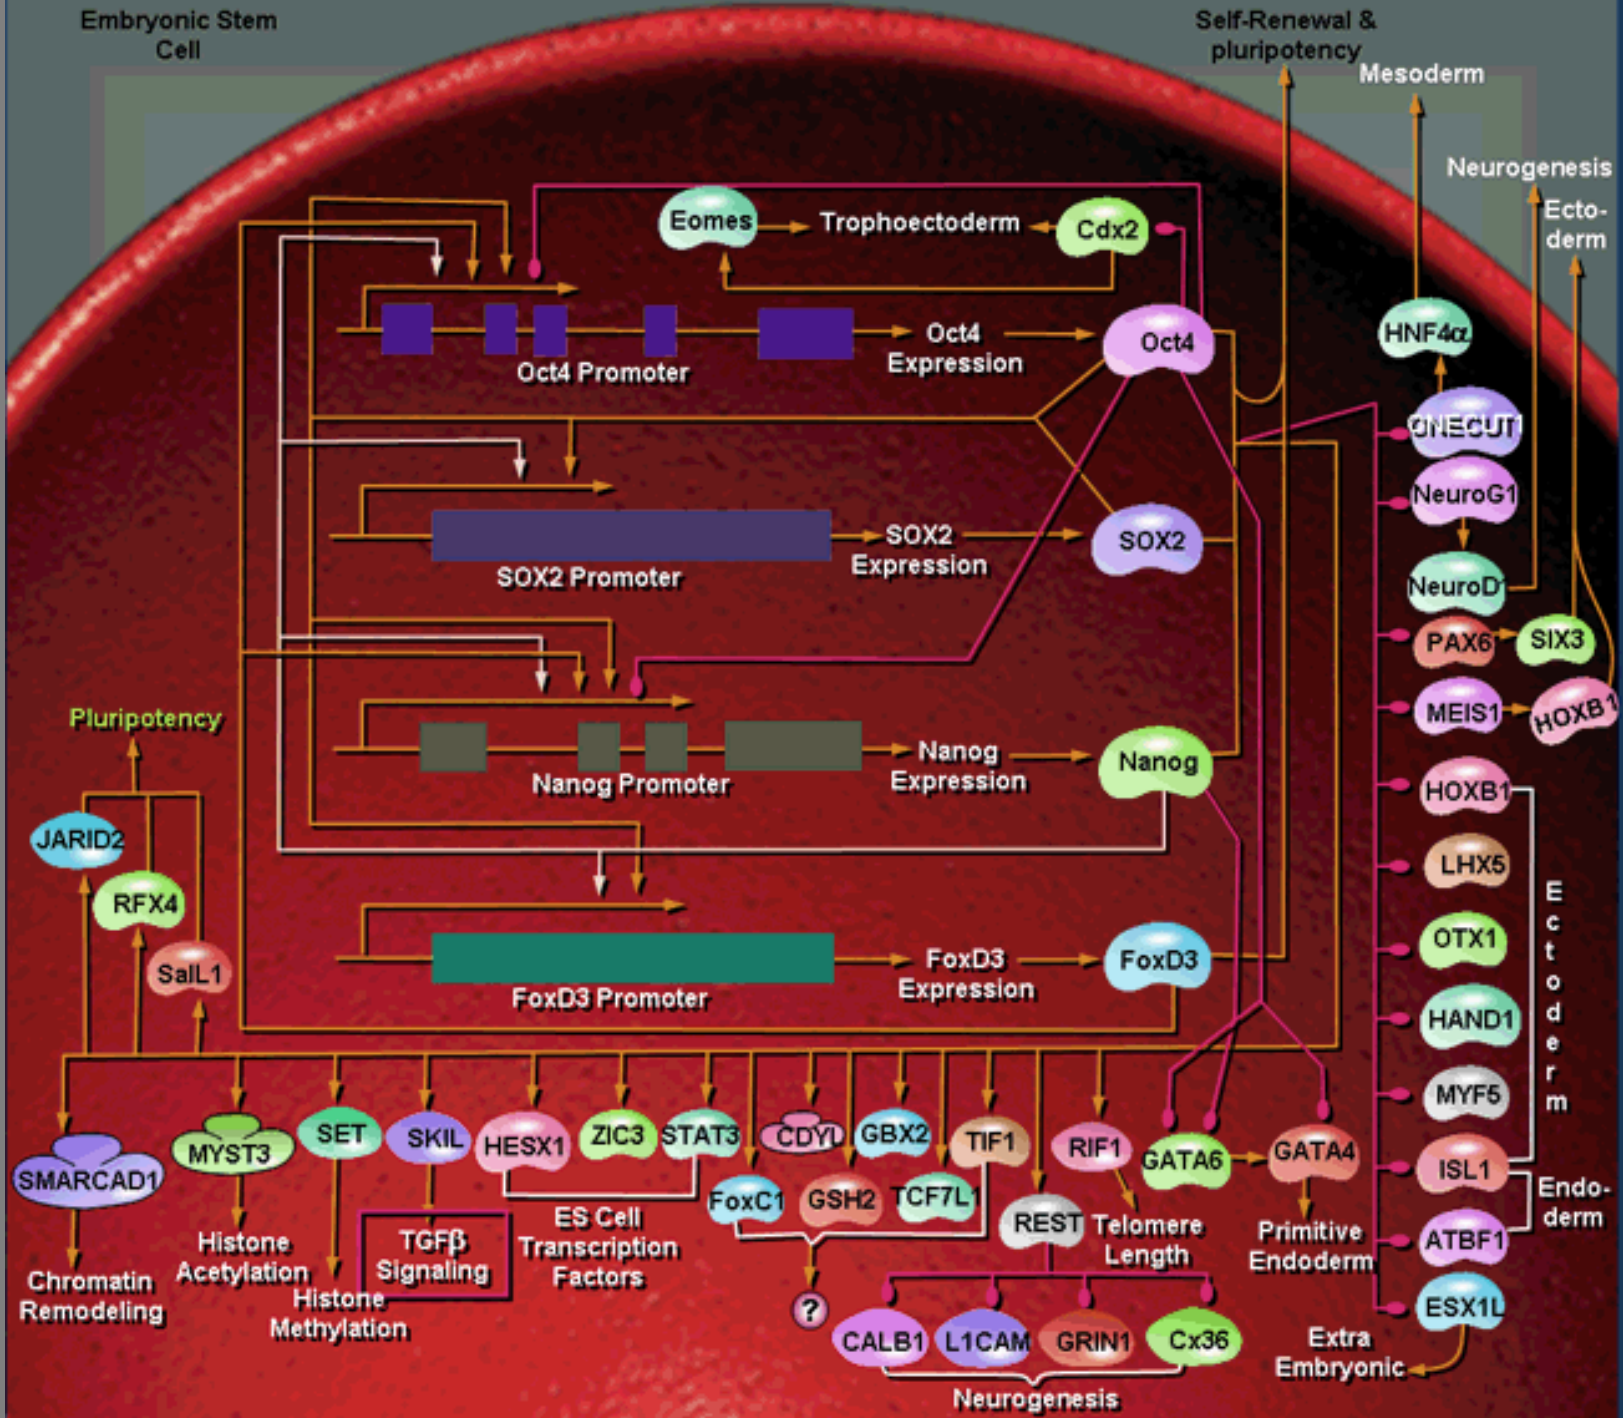 Embryonic Stem
Cell
Self-Renewal &
pluripotency
Mesoderm
Neurogenesis
Ecto-
derm
Eomes
Trophoectoderm
Cdx2
Oct4
Expression
Oct4
Oct4 Promoter
HNF4α
ONECUT1
NeuroG1
SOX2
Expression
SOX2
SOX2 Promoter
NeuroD1
PAX6
SIX3
MEIS1
HOXB1
Pluripotency
Nanog
Expression
Nanog
Nanog Promoter
HOXB1
JARID2
LHX5
RFX4
OTX1
SalL1
FoxD3
Expression
FoxD3
FoxD3 Promoter
HAND1
MYF5
Ectoderm
SMARCAD1
MYST3
SET
SKIL
HESX1
ZIC3
STAT3
CDYL
GBX2
TIF1
RIF1
GATA6
GATA4
ISL1
FoxC1
GSH2
TCF7L1
REST
Endo-
derm
ATBF1
Chromatin
Remodeling
Histone
Acetylation
Histone
Methylation
TGFβ
Signaling
ES Cell
Transcription
Factors
?
Telomere
Length
Primitive
Endoderm
ESX1L
CALB1
L1CAM
GRIN1
Cx36
Neurogenesis
Extra
Embryonic